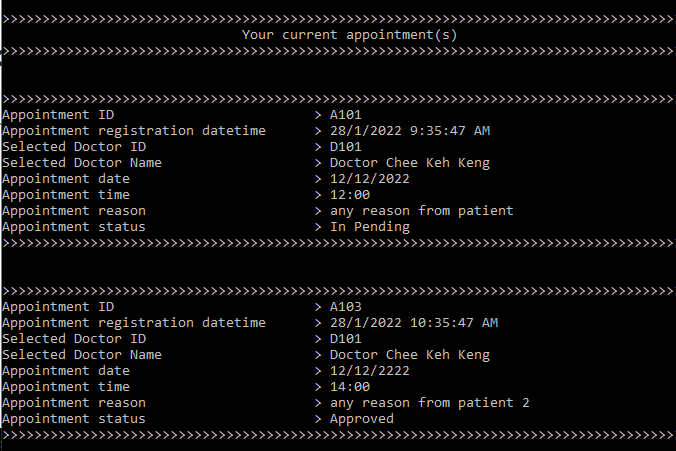 >>>>>>>>>>>>>>>>>>>>>>>>>>>>>>>>>>>>>>>>>>>>>>>>>>>>>>>>>>>>>>>>>>>>>>>>>>>>>>>>>>>>
Your current appointment(s)
>>>>>>>>>>>>>>>>>>>>>>>>>>>>>>>>>>>>>>>>>>>>>>>>>>>>>>>>>>>>>>>>>>>>>>>>>>>>>>>>>>>>
>>>>>>>>>>>>>>>>>>>>>>>>>>>>>>>>>>>>>>>>>>>>>>>>>>>>>>>>>>>>>>>>>>>>>>>>>>>>>>>>>>>>
Appointment ID > A101
Appointment registration datetime > 28/1/2022 9:35:47 AM
Selected Doctor ID > D101
Selected Doctor Name > Doctor Chee Keh Keng
Appointment date > 12/12/2022
Appointment time > 12:00
Appointment reason > any reason from patient
Appointment status > In Pending
>>>>>>>>>>>>>>>>>>>>>>>>>>>>>>>>>>>>>>>>>>>>>>>>>>>>>>>>>>>>>>>>>>>>>>>>>>>>>>>>>>>>
>>>>>>>>>>>>>>>>>>>>>>>>>>>>>>>>>>>>>>>>>>>>>>>>>>>>>>>>>>>>>>>>>>>>>>>>>>>>>>>>>>>>
Appointment ID > A103
Appointment registration datetime > 28/1/2022 10:35:47 AM
Selected Doctor ID > D101
Selected Doctor Name > Doctor Chee Keh Keng
Appointment date > 12/12/2222
Appointment time > 14:00
Appointment reason > any reason from patient 2
Appointment status > Approved
>>>>>>>>>>>>>>>>>>>>>>>>>>>>>>>>>>>>>>>>>>>>>>>>>>>>>>>>>>>>>>>>>>>>>>>>>>>>>>>>>>>>